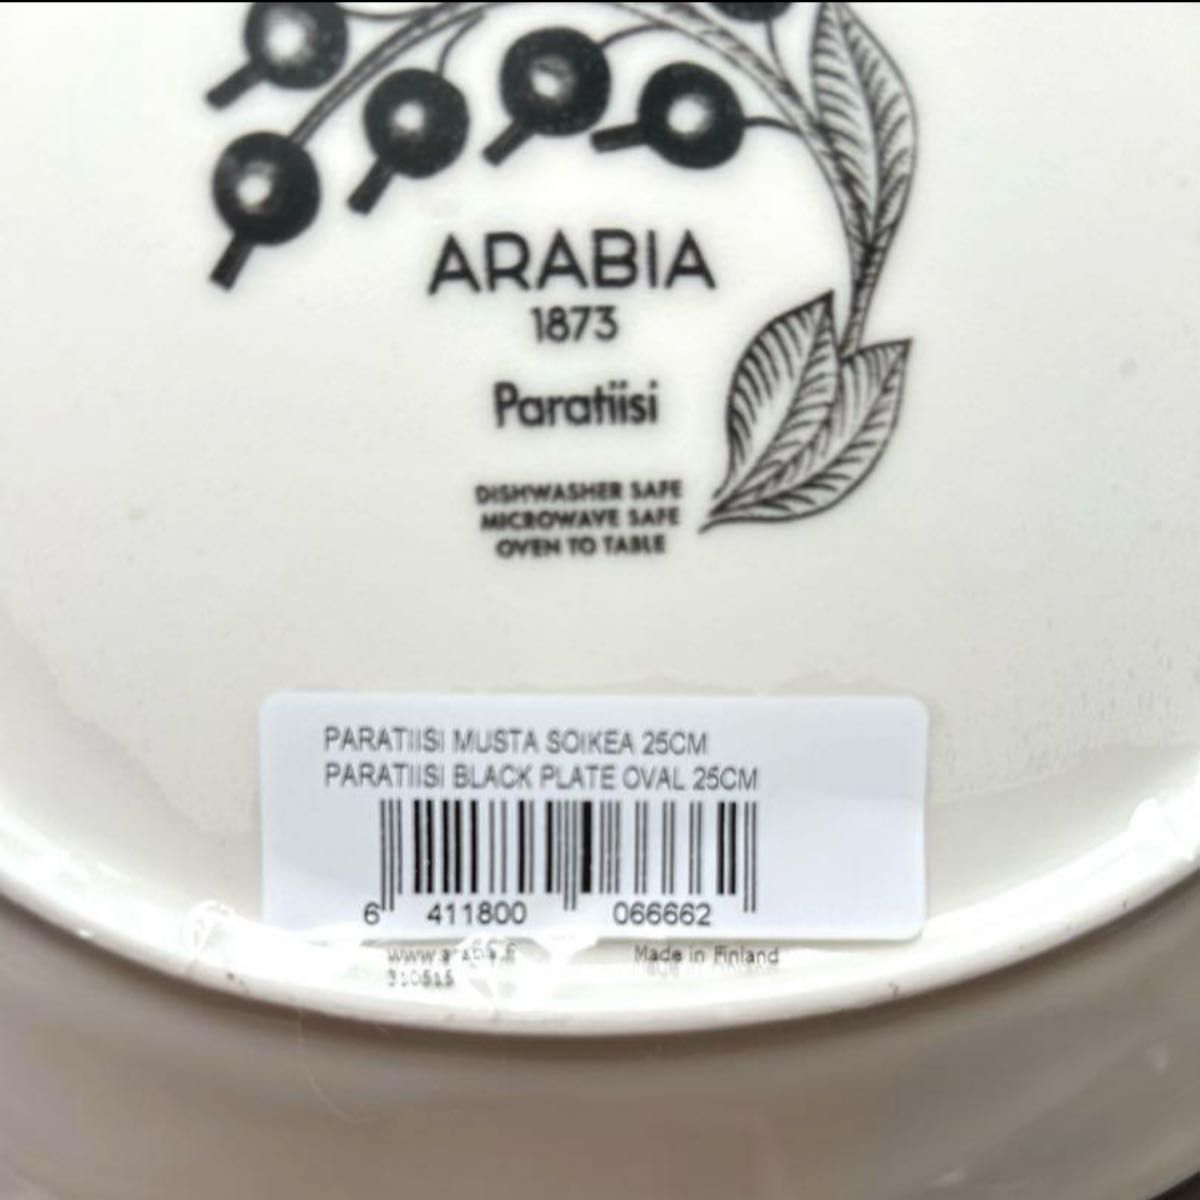 ARABIA
1873
Paratiisi
DISHWASHER SAFE
MICROWAVE SAFE
OVEN TO TABLE
PARATIISI MUSTA SOIKEA 25CM
PARATIISI BLACK PLATE OVAL 25CM
6 411800 066662
Made in Finland